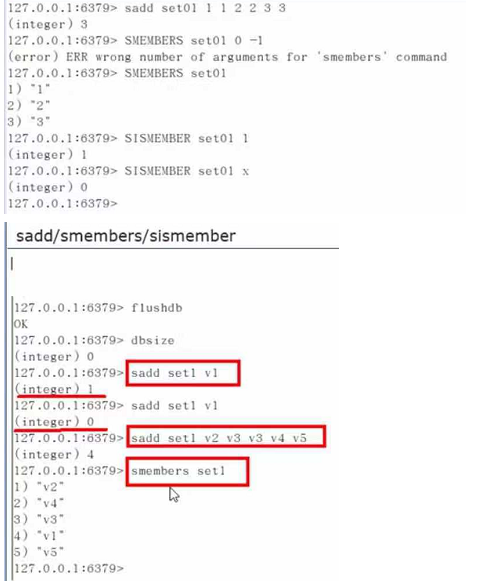 127.0.0.1:6379> sadd set01 1 1 2 2 3 3
(integer) 3
127.0.0.1:6379> SMEMBERS set01 0 -1
(error) ERR wrong number of arguments for 'smembers' command
127.0.0.1:6379> SMEMBERS set01
1) "1"
2) "2"
3) "3"
127.0.0.1:6379> SISMEMBER set01 1
(integer) 1
127.0.0.1:6379> SISMEMBER set01 x
(integer) 0
127.0.0.1:6379>
sadd/smembers/sismember
127.0.0.1:6379> flushdb
OK
127.0.0.1:6379> dbsize
(integer) 0
127.0.0.1:6379> sadd set1 v1
(integer) 1
127.0.0.1:6379> sadd set1 v1
(integer) 0
127.0.0.1:6379> sadd set1 v2 v3 v3 v4 v5
(integer) 4
127.0.0.1:6379> smembers set1
1) "v2"
2) "v4"
3) "v3"
4) "v1"
5) "v5"
127.0.0.1:6379>